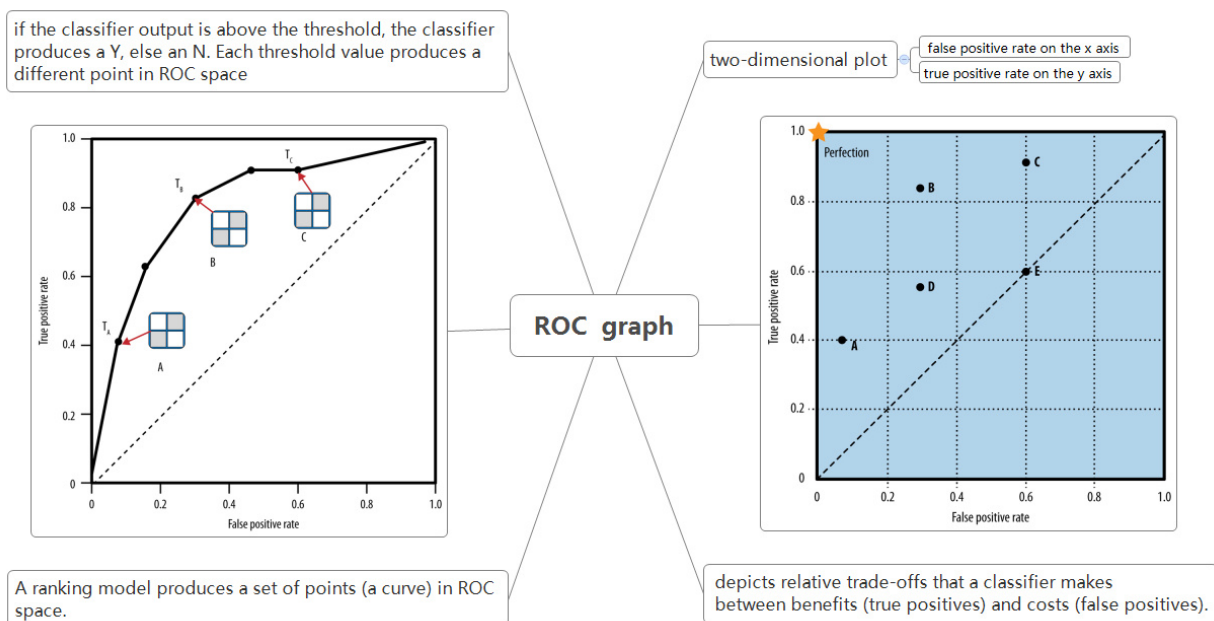 if the classifier output is above the threshold, the classifier
produces a Y, else an N. Each threshold value produces a
different point in ROC space
two-dimensional plot
false positive rate on the x axis
true positive rate on the y axis
1.0
0.8
0.6
0.4
0.2
0
True positive rate
T_A
T_B
T_C
A
B
C
0 0.2 0.4 0.6 0.8 1.0
False positive rate
ROC graph
1.0
0.8
0.6
0.4
0.2
0
True positive rate
Perfection
C
B
E
D
A
0 0.2 0.4 0.6 0.8 1.0
False positive rate
A ranking model produces a set of points (a curve) in ROC
space.
depicts relative trade-offs that a classifier makes
between benefits (true positives) and costs (false positives).